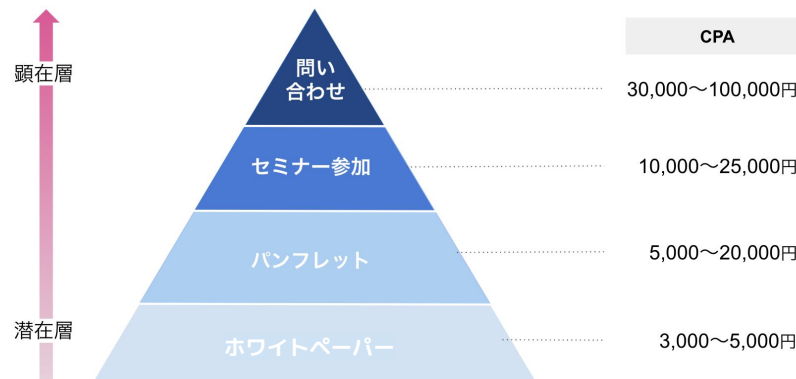 顕在層
潜在層
問い
合わせ
セミナー参加
パンフレット
ホワイトペーパー
CPA
30,000〜100,000円
10,000〜25,000円
5,000〜20,000円
3,000〜5,000円